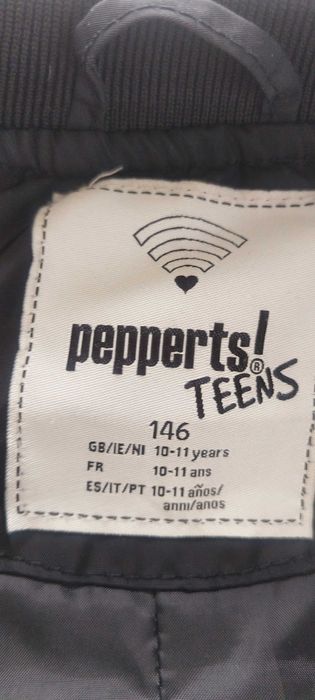 pepperts!®
TEENS
146
GB/IE/NI 10-11 years
FR 10-11 ans
ES/IT/PT 10-11 años/
anni/anos